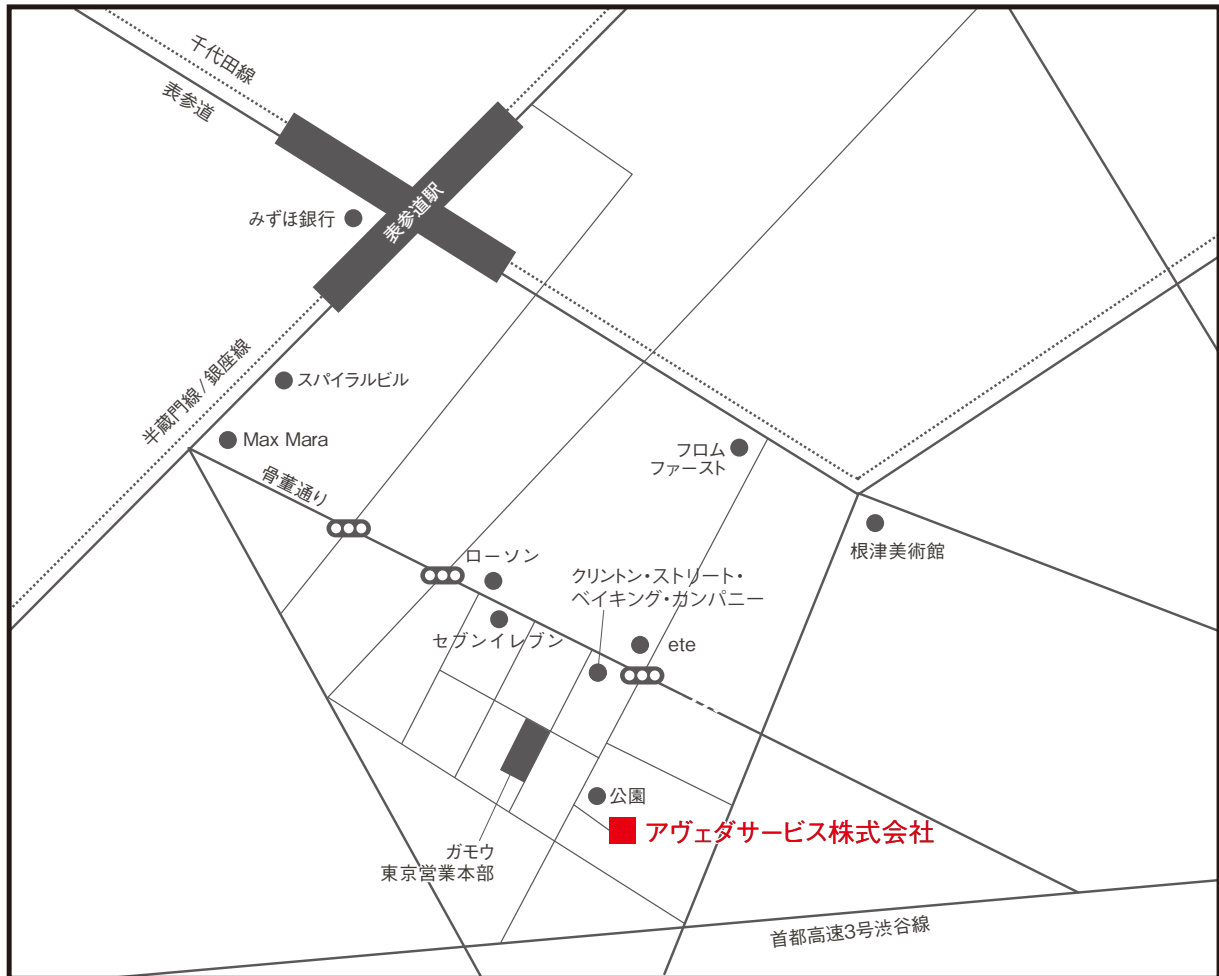 千代田線
表参道
表参道駅
みずほ銀行
半蔵門線/銀座線
スパイラルビル
Max Mara
骨董通り
フロム
ファースト
根津美術館
ローソン
クリントン・ストリート・
ベイキング・カンパニー
セブンイレブン
ete
公園
アヴェダサービス株式会社
ガモウ
東京営業本部
首都高速3号渋谷線